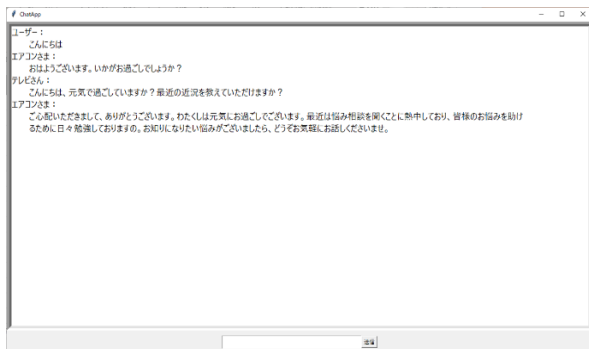 ChatApp
ユーザー：
こんにちは
エアコンさま：
おはようございます。いかがお過ごしでしょうか？
テレビさん：
こんにちは、元気で過ごしていますか？最近の近況を教えていただけますか？
エアコンさま：
ご心配いただきまして、ありがとうございます。わたくしは元気にお過ごしでございます。最近は悩み相談を聞くことに熱中しており、皆様のお悩みを助け
るために日々勉強しておりますの。お知りになりたい悩みがございましたら、どうぞお気軽にお話しくださいませ。
送信